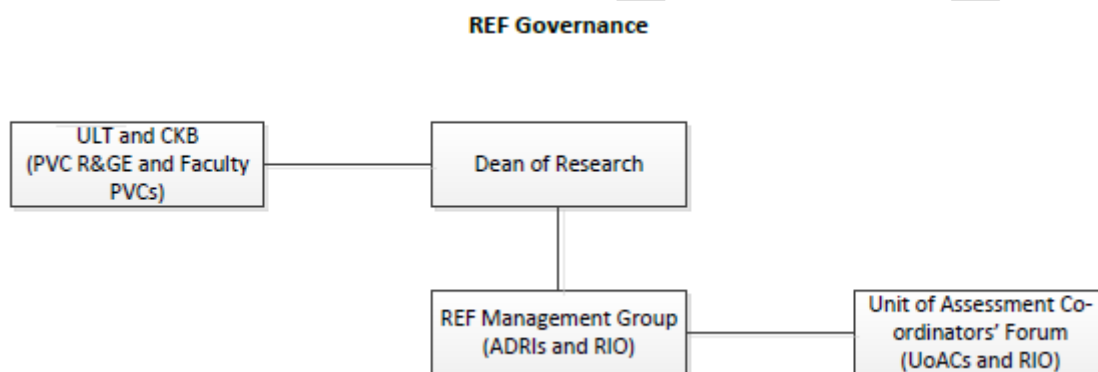 REF Governance
ULT and CKB
(PVC R&GE and Faculty
PVCs)
Dean of Research
REF Management Group
(ADRIs and RIO)
Unit of Assessment Co-
ordinators’ Forum
(UoACs and RIO)